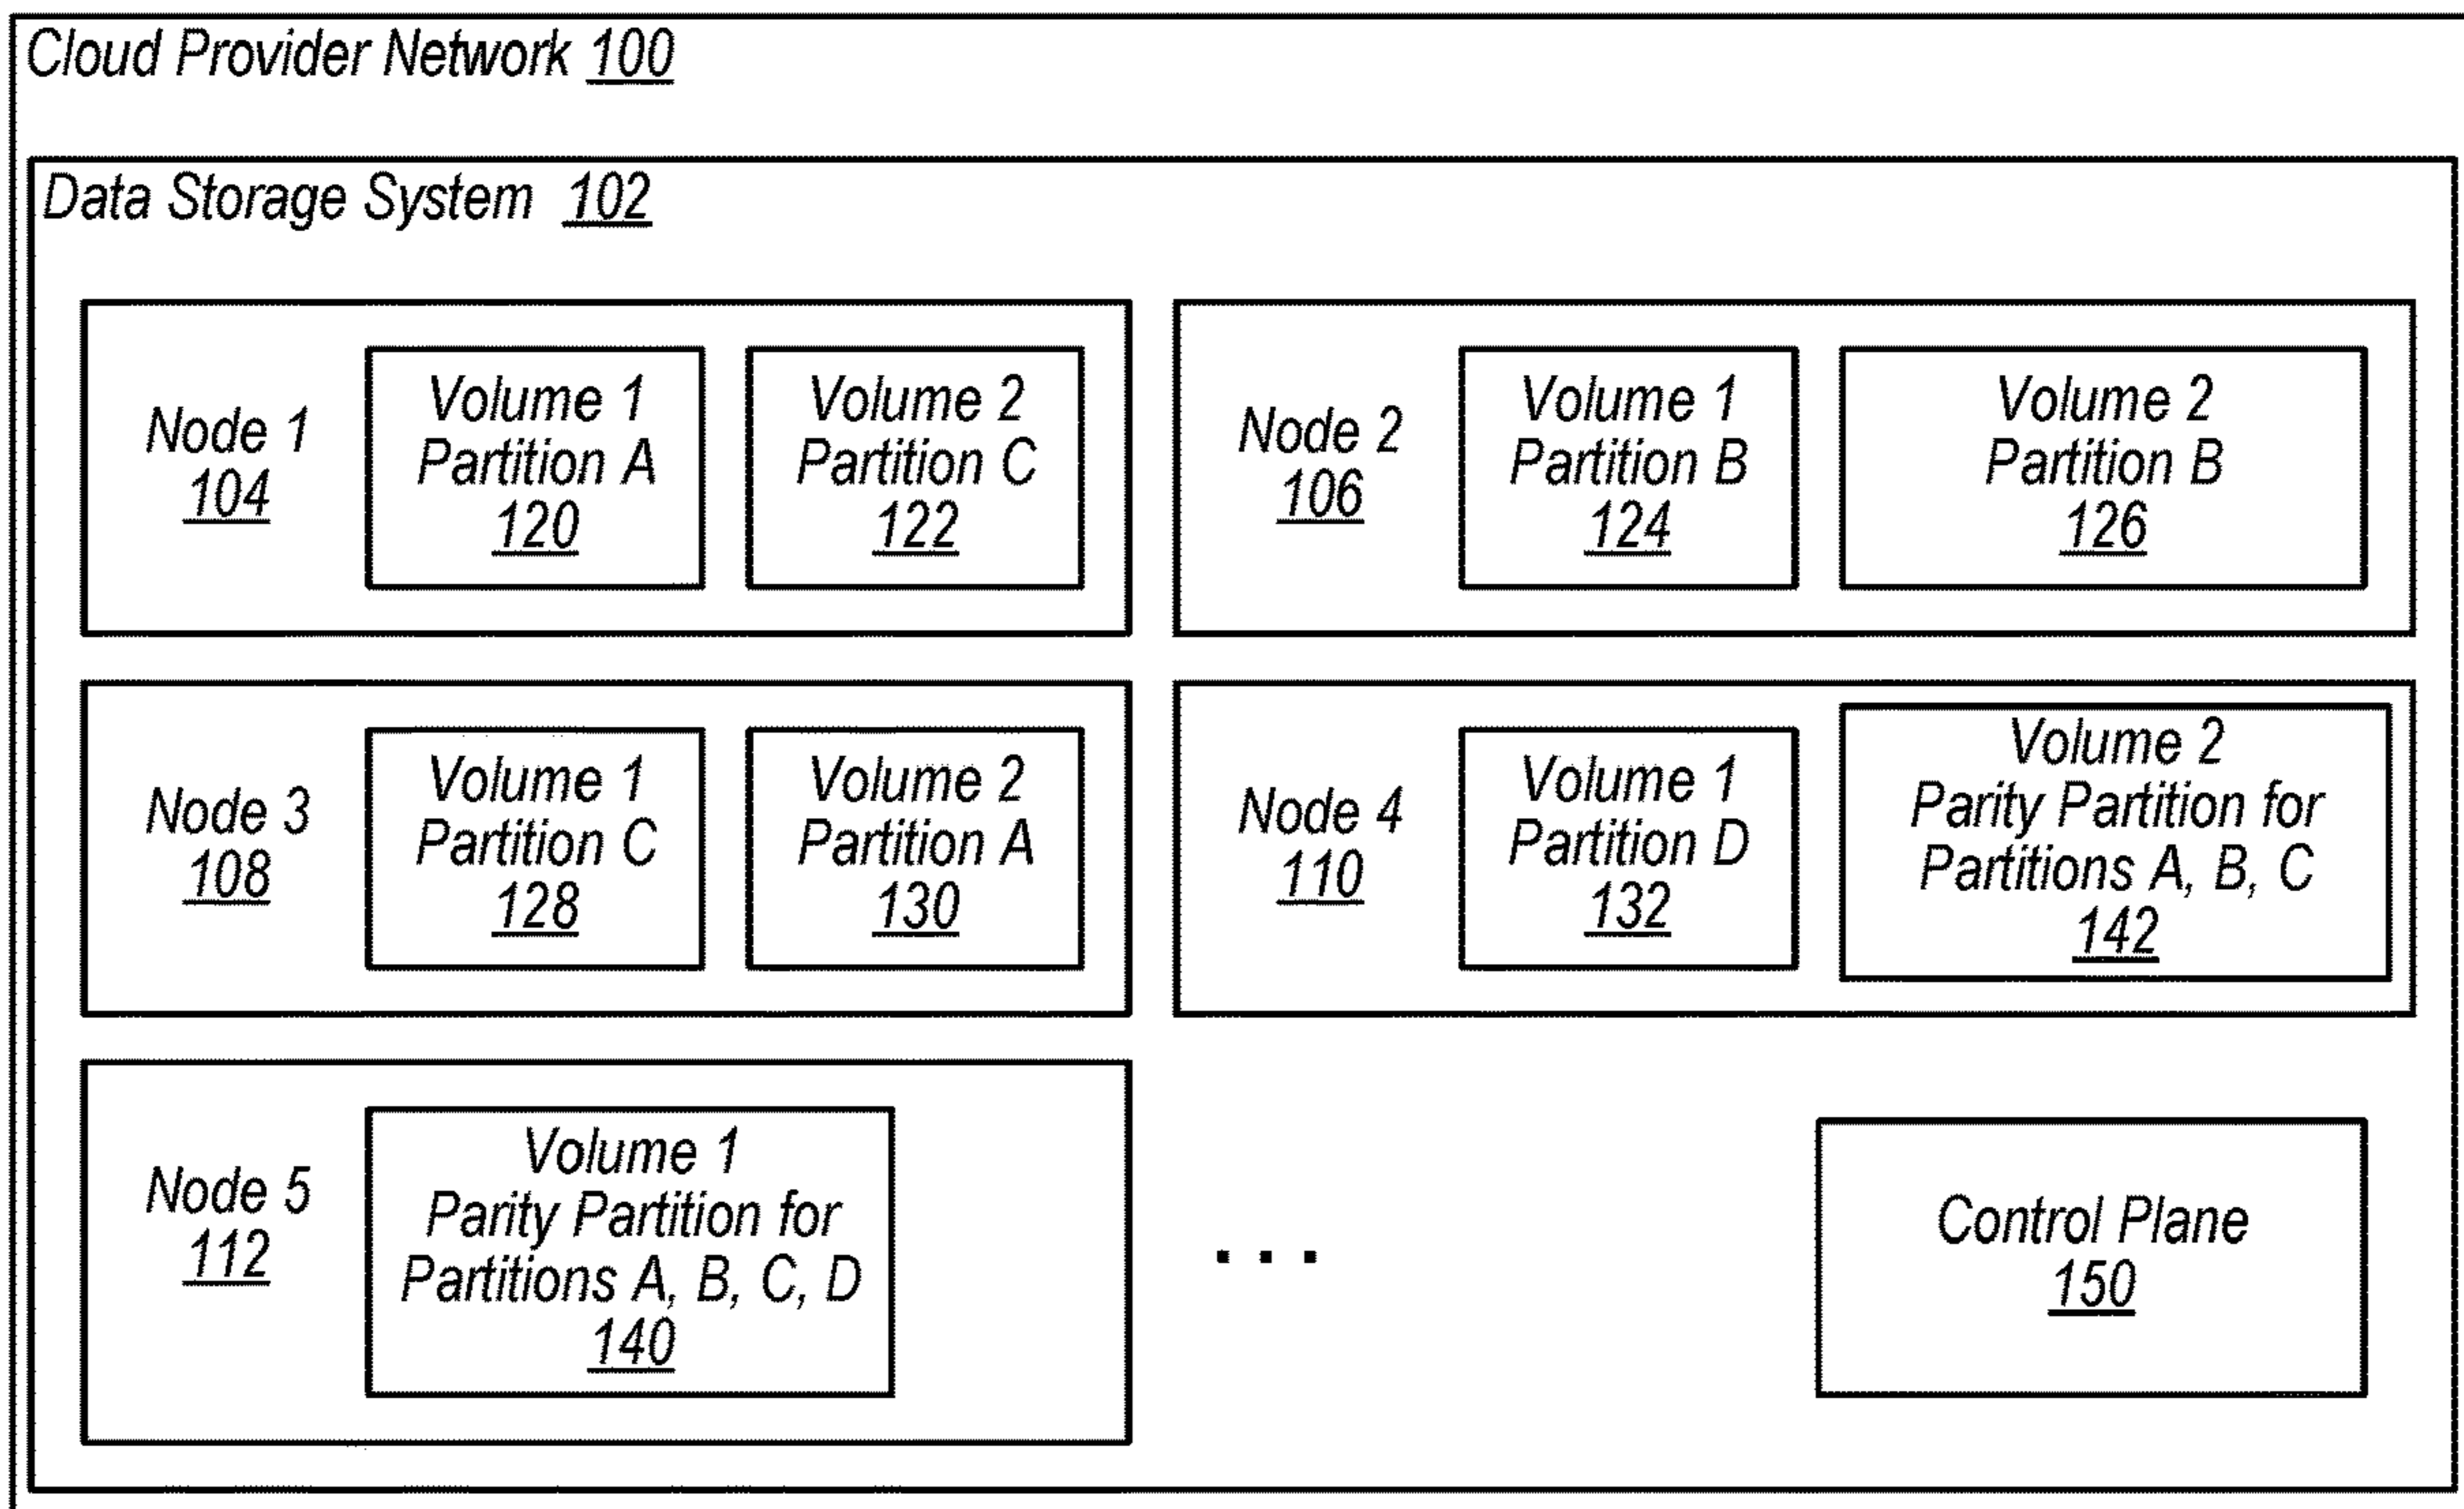 Cloud Provider Network 100
Data Storage System 102
Node 1
104
Volume 1
Partition A
120
Volume 2
Partition C
122
Node 2
106
Volume 1
Partition B
124
Volume 2
Partition B
126
Node 3
108
Volume 1
Partition C
128
Volume 2
Partition A
130
Node 4
110
Volume 1
Partition D
132
Volume 2
Parity Partition for
Partitions A, B, C
142
Node 5
112
Volume 1
Parity Partition for
Partitions A, B, C, D
140
...
Control Plane
150